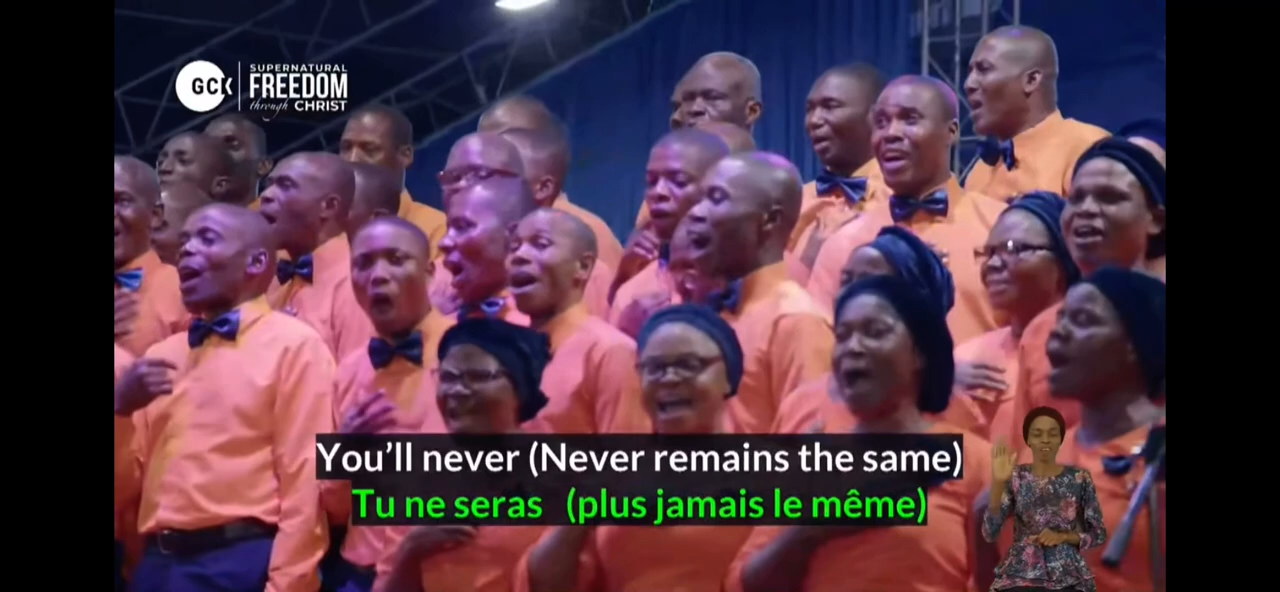 GCK
SUPERNATURAL
FREEDOM
through CHRIST
You'll never (Never remains the same)
Tu ne seras (plus jamais le même)